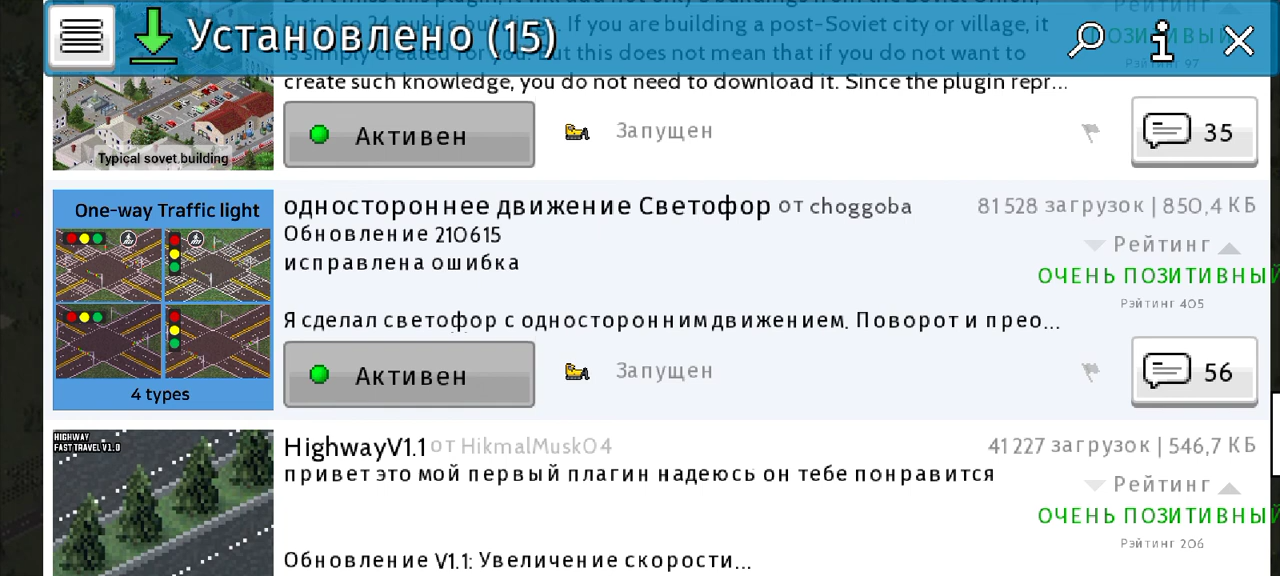 Установлено (15)
but also 24 public buildings. If you are building a post-Soviet city or village, it
is simply created for you. But this does not mean that if you do not want to
create such knowledge, you do not need to download it. Since the plugin repr...
Рэйтинг 97
Typical sovet.building
Активен
Запущен
35
One-way Traffic light
4 types
одностороннее движение Светофор от choggoba
81 528 загрузок | 850,4 КБ
Обновление 210615
исправлена ошибка
Рейтинг
ОЧЕНЬ ПОЗИТИВНЫЙ
Рэйтинг 405
Я сделал светофор с односторонним движением. Поворот и прео...
Активен
Запущен
56
HIGHWAY
FAST TRAVEL V1.0
HighwayV1.1 от HikmalMusk04
41 227 загрузок | 546,7 КБ
привет это мой первый плагин надеюсь он тебе понравится
Рейтинг
ОЧЕНЬ ПОЗИТИВНЫЙ
Рэйтинг 206
Обновление V1.1: Увеличение скорости...